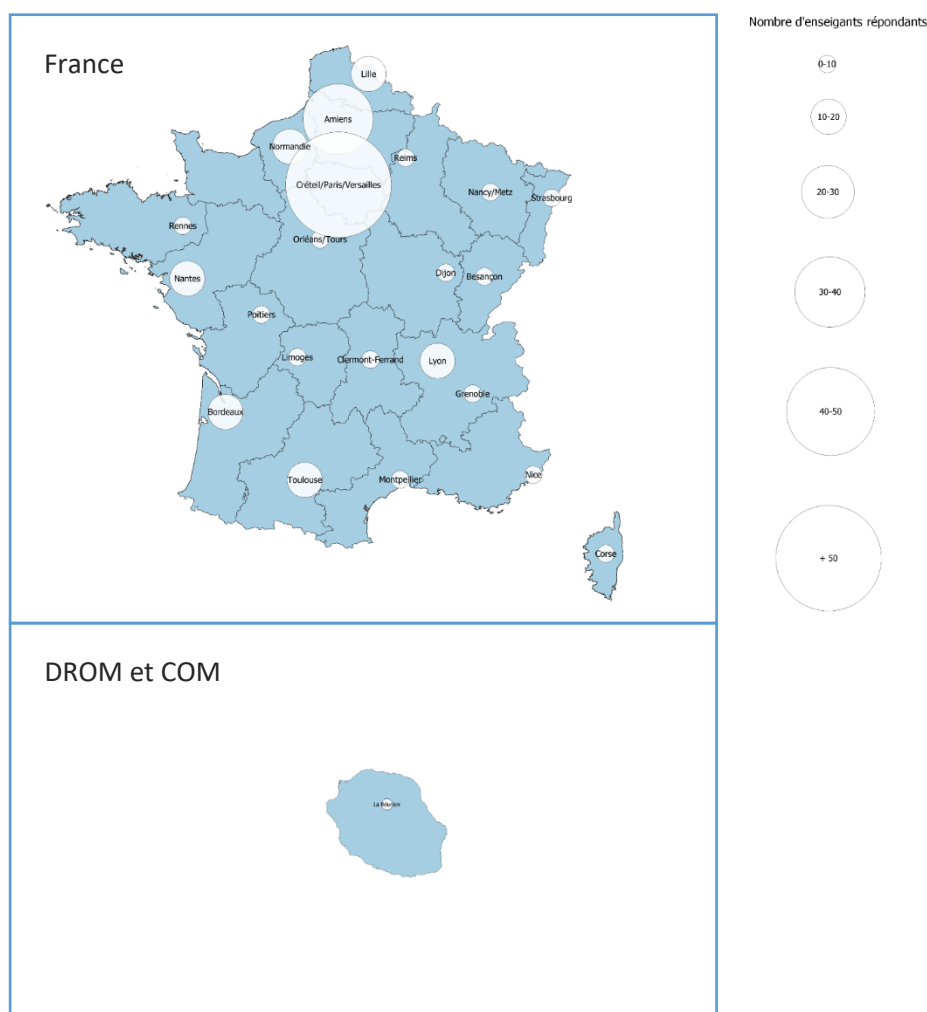 Nombre d'enseigants répondants
France
0-10
Lille
10-20
Amiens
Normandie
Reims
Créteil/Paris/Versailles
20-30
Nancy/Metz
Strasbourg
Rennes
Orléans/Tours
Dijon
Besançon
Nantes
30-40
Poitiers
Limoges
Clermont-Ferrand
Lyon
Grenoble
Bordeaux
40-50
Toulouse
Montpellier
Nice
Corse
+ 50
DROM et COM
La Réunion